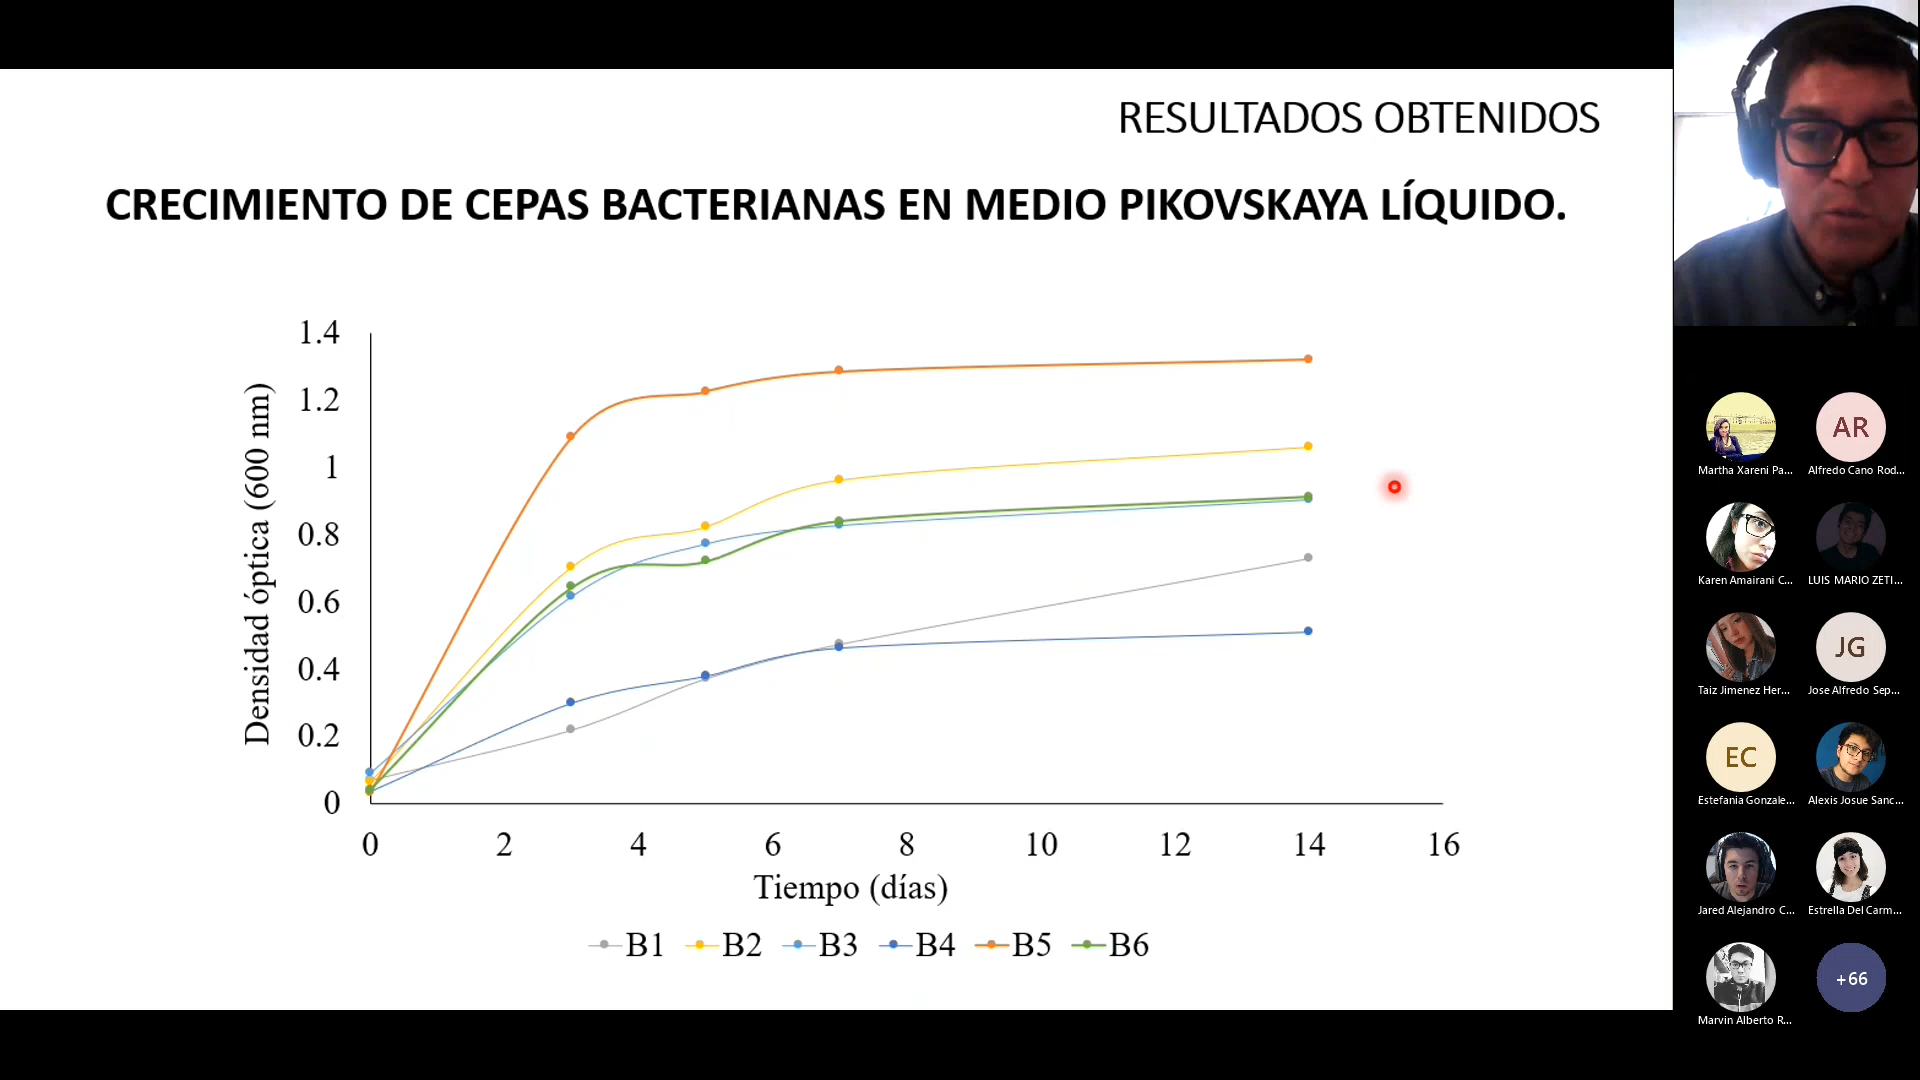 RESULTADOS OBTENIDOS
CRECIMIENTO DE CEPAS BACTERIANAS EN MEDIO PIKOVSKAYA LÍQUIDO.
Densidad óptica (600 nm)
1.4
1.2
1
0.8
0.6
0.4
0.2
0
0 2 4 6 8 10 12 14 16
Tiempo (días)
B1 B2 B3 B4 B5 B6
AR
Martha Xareni Pa... Alfredo Cano Rod...
Karen Amairani C... LUIS MARIO ZETI...
JG
Taiz Jimenez Her... Jose Alfredo Sep...
EC
Estefania Gonzale... Alexis Josue Sanc...
Jared Alejandro C... Estrella Del Carm...
+66
Marvin Alberto R...